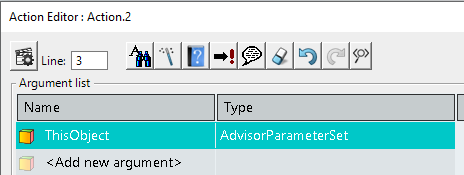 Action Editor : Action.2
Line: 3
Argument list
Name Type
ThisObject AdvisorParameterSet
<Add new argument>